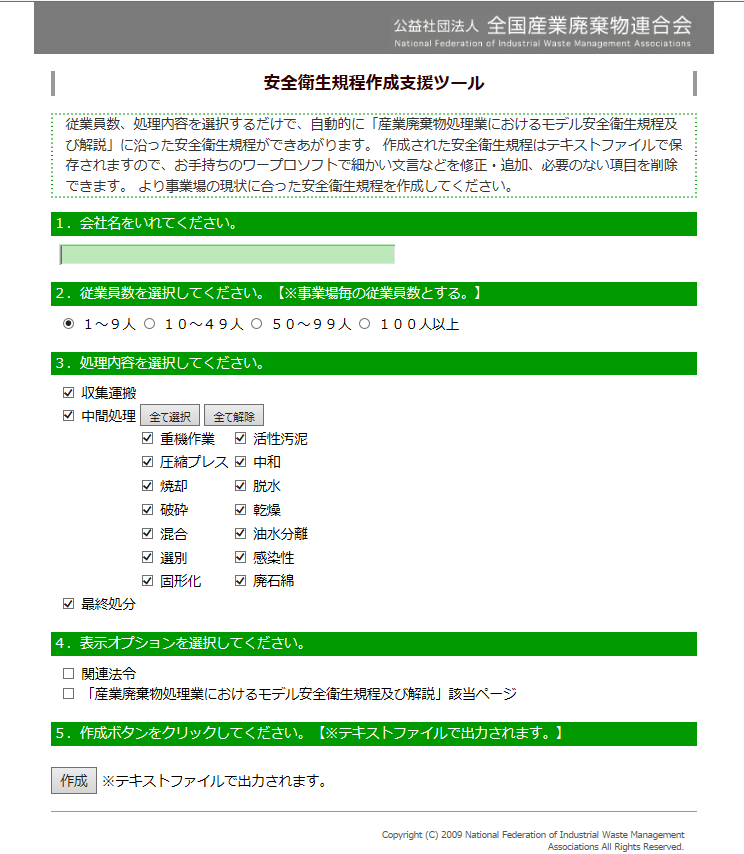 公益社団法人 全国産業廃棄物連合会
National Federation of Industrial Waste Management Associations
安全衛生規程作成支援ツール
従業員数、処理内容を選択するだけで、自動的に「産業廃棄物処理業におけるモデル安全衛生規程及
び解説」に沿った安全衛生規程ができあがります。 作成された安全衛生規程はテキストファイルで保
存されますので、お手持ちのワープロソフトで細かい文言などを修正・追加、必要のない項目を削除
できます。 より事業場の現状に合った安全衛生規程を作成してください。
１．会社名をいれてください。
２．従業員数を選択してください。【※事業場毎の従業員数とする。】
１～９人 １０～４９人 ５０～９９人 １００人以上
３．処理内容を選択してください。
収集運搬
中間処理 全て選択 全て解除
重機作業 活性汚泥
圧縮プレス 中和
焼却 脱水
破砕 乾燥
混合 油水分離
選別 感染性
固形化 廃石綿
最終処分
４．表示オプションを選択してください。
関連法令
「産業廃棄物処理業におけるモデル安全衛生規程及び解説」該当ページ
５．作成ボタンをクリックしてください。【※テキストファイルで出力されます。】
作成 ※テキストファイルで出力されます。
Copyright (C) 2009 National Federation of Industrial Waste Management
Associations All Rights Reserved.